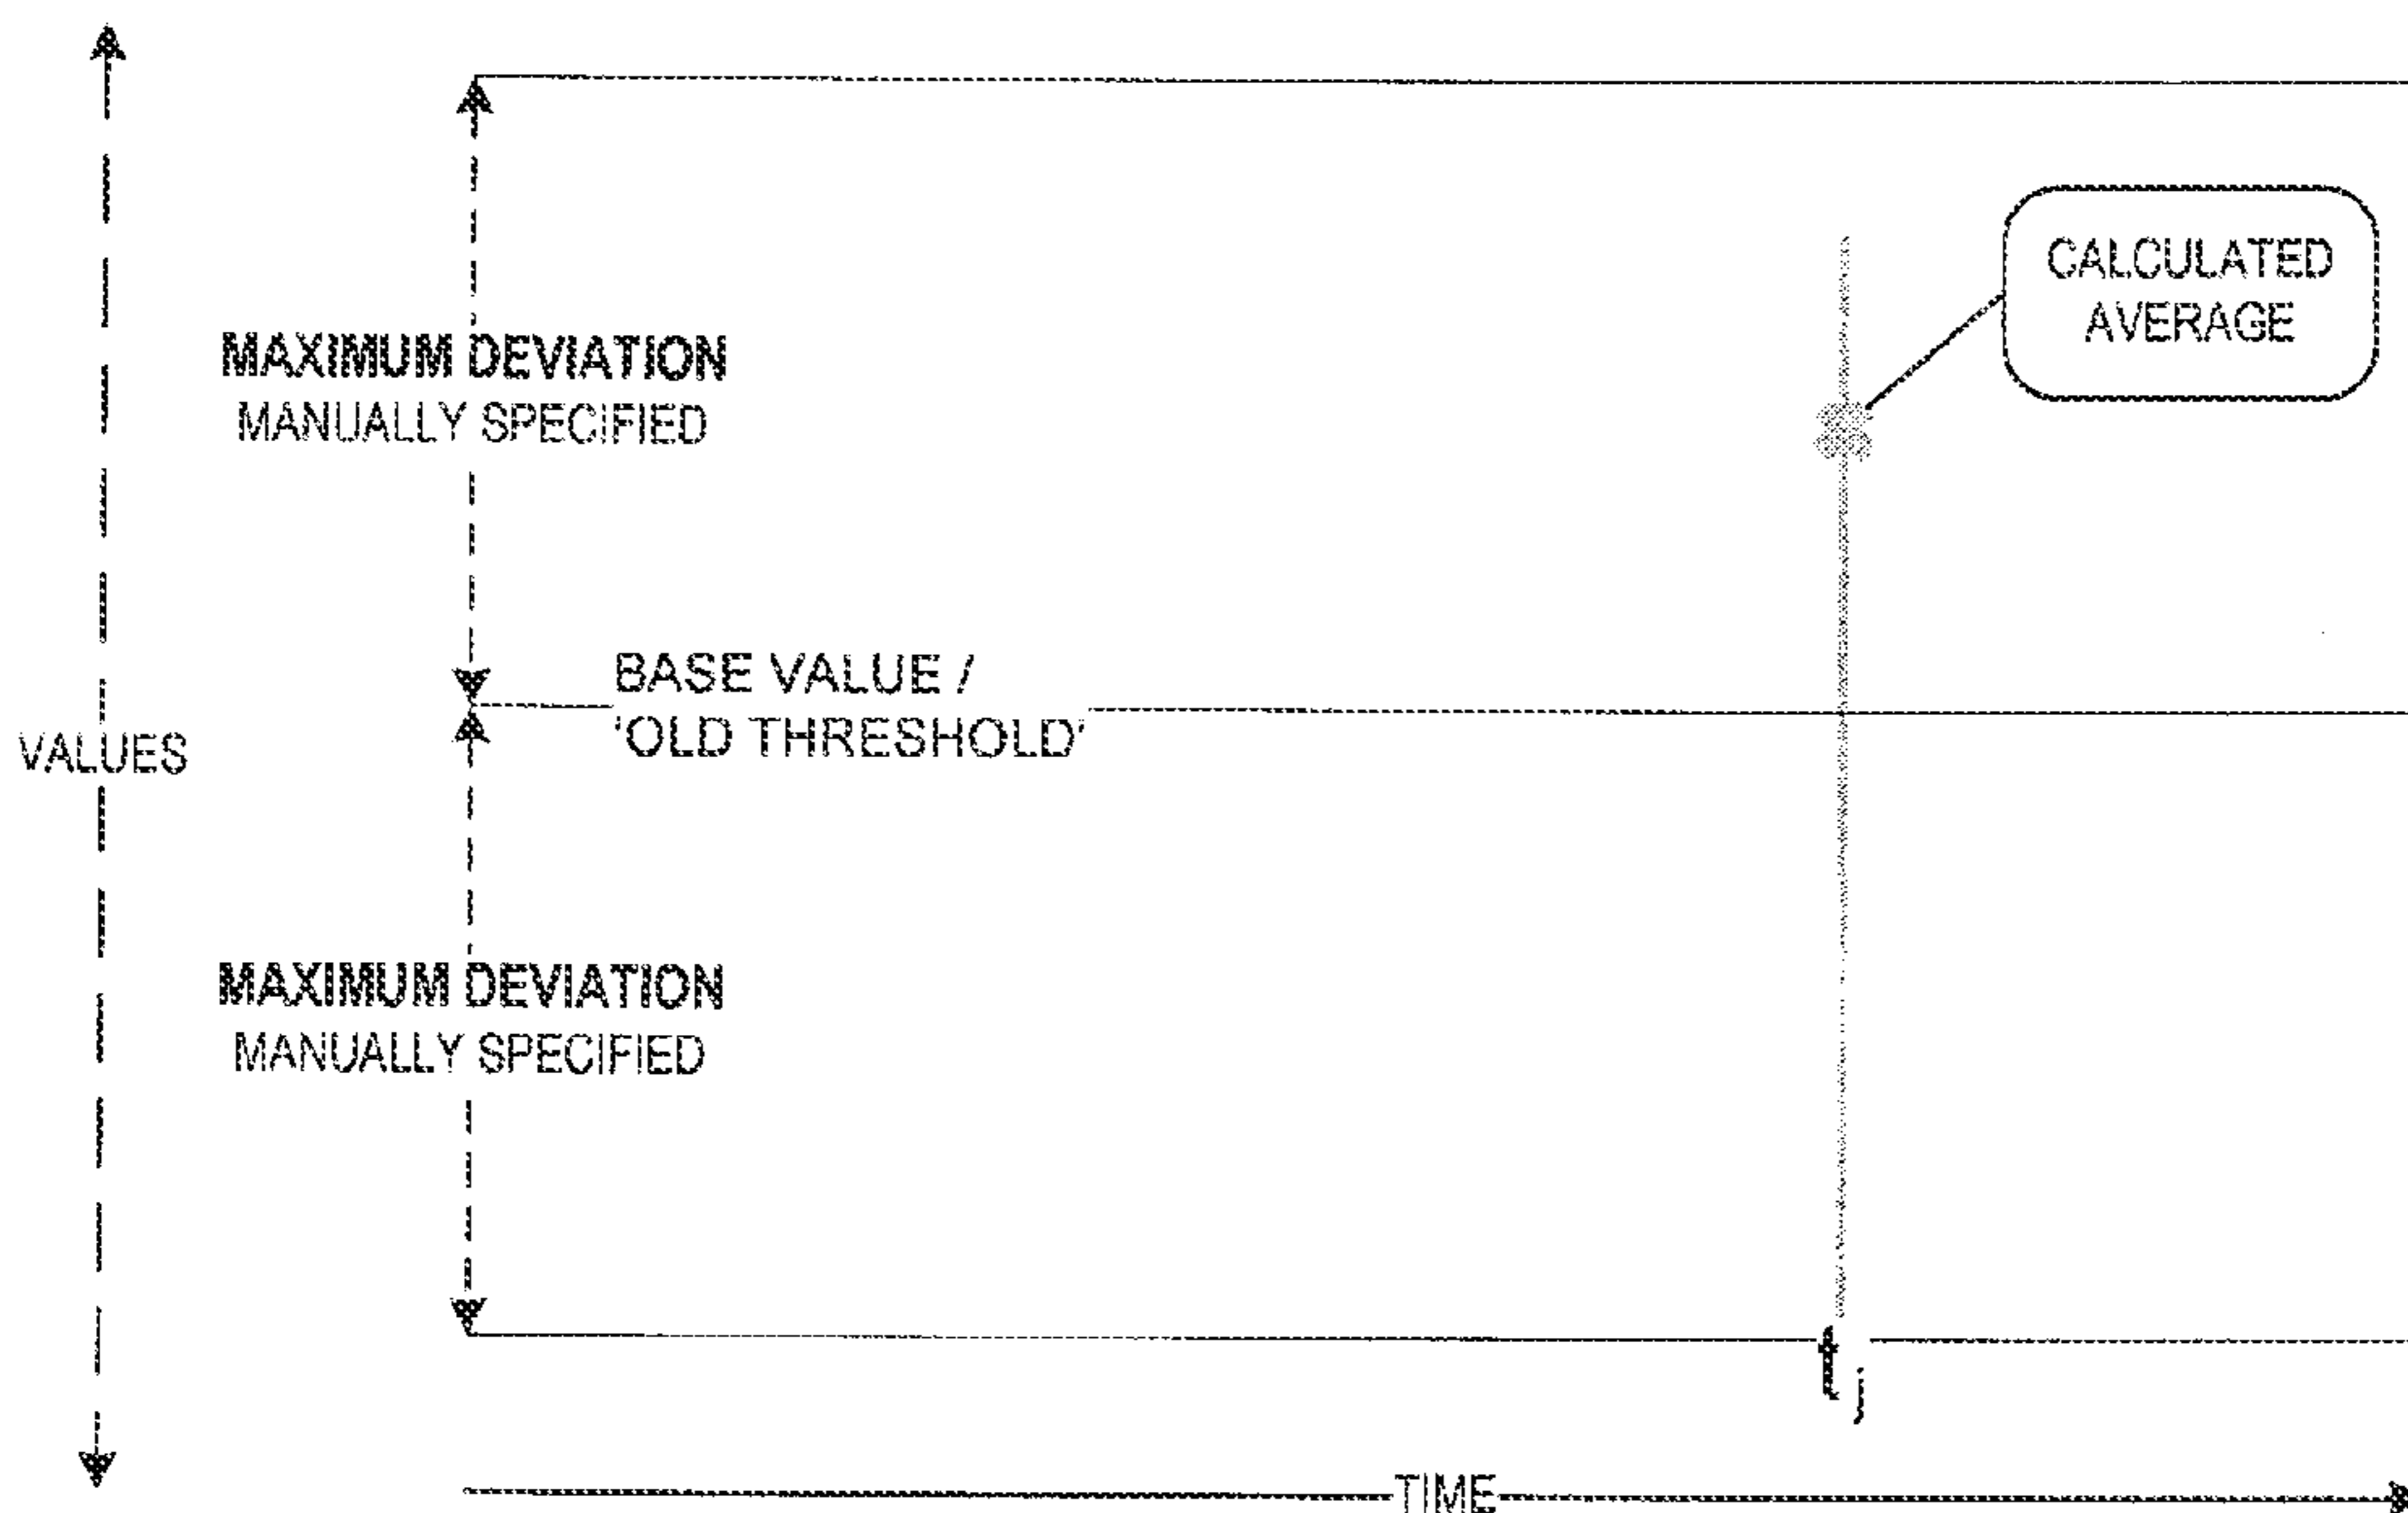 CALCULATED
AVERAGE
MAXIMUM DEVIATION
MANUALLY SPECIFIED
BASE VALUE /
'OLD THRESHOLD'
VALUES
MAXIMUM DEVIATION
MANUALLY SPECIFIED
t j
TIME